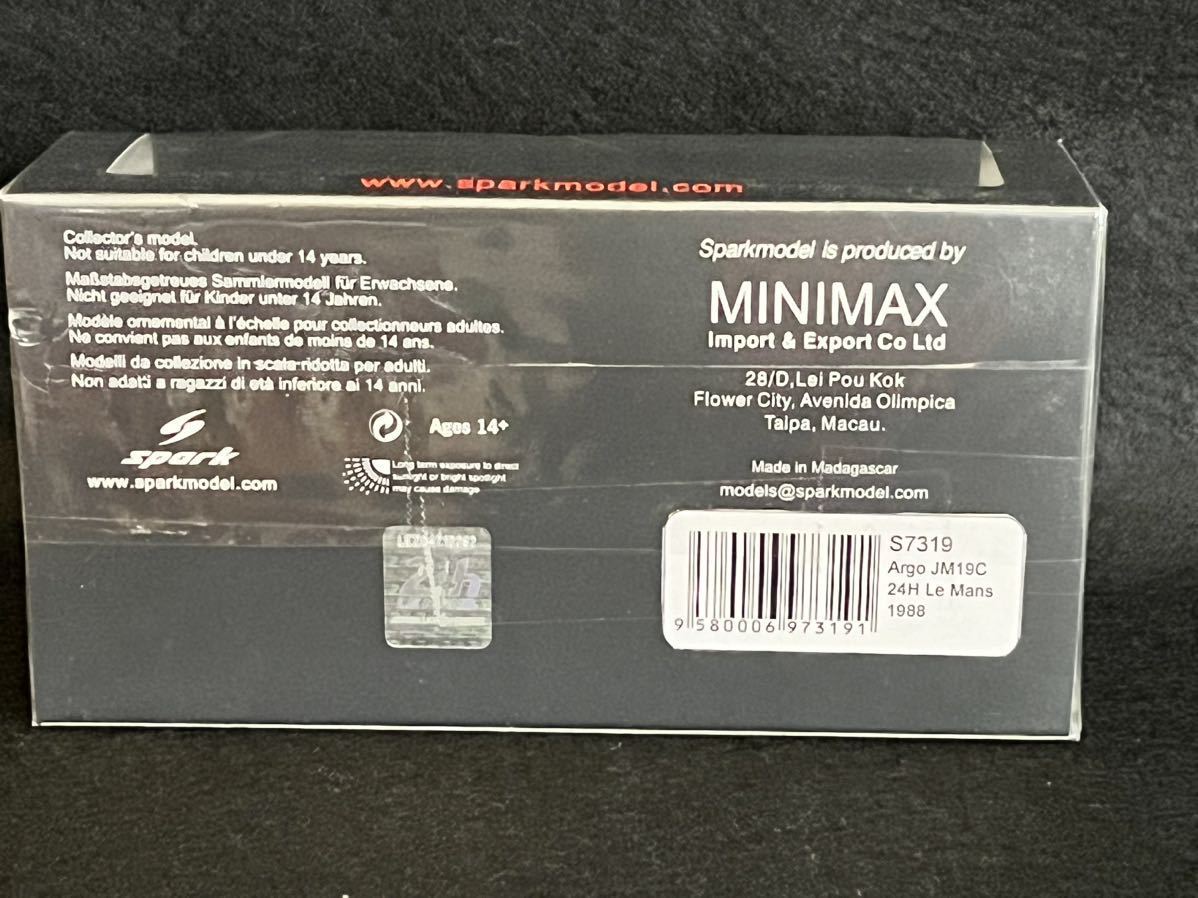 www.sparkmodel.com
Collector's model.
Not suitable for children under 14 years.
Maßstabsgetreues Sammlermodell für Erwachsene.
Nicht geeignet für Kinder unter 14 Jahren.
Modèle ornamental à l'échelle pour collectionneurs adultes.
Ne convient pas aux enfants de moins de 14 ans.
Modelli da collezione in scala ridotta per adulti.
Non adatti a ragazzi di età inferiore ai 14 anni.
spark
www.sparkmodel.com
Ages 14+
Long term exposure to direct
sunlight or bright spotlight
may cause damage
24h
Sparkmodel is produced by
MINIMAX
Import & Export Co Ltd
28/D,Lei Pou Kok
Flower City, Avenida Olimpica
Taipa, Macau.
Made in Madagascar
models@sparkmodel.com
S7319
Argo JM19C
24H Le Mans
1988
9 580006 973191